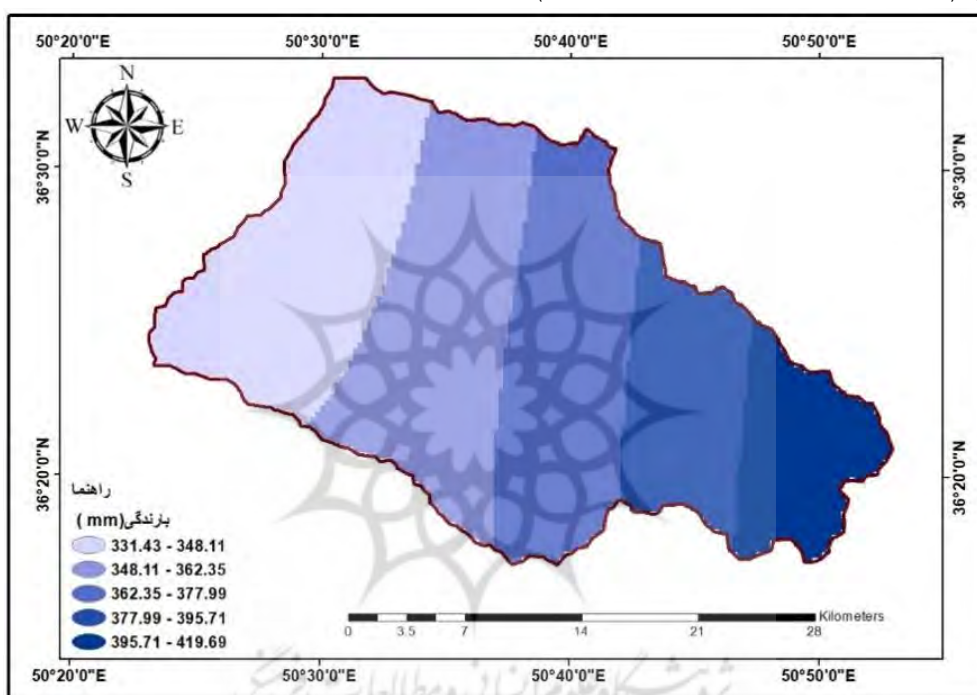 50°20'0"E 50°30'0"E 50°40'0"E 50°50'0"E
N
W E
S
36°30'0"N 36°30'0"N
36°20'0"N 36°20'0"N
راهنما
بارندگی(mm )
331.43 - 348.11
348.11 - 362.35
362.35 - 377.99
377.99 - 395.71
395.71 - 419.69
Kilometers
0 3.5 7 14 21 28
50°20'0"E 50°30'0"E 50°40'0"E 50°50'0"E